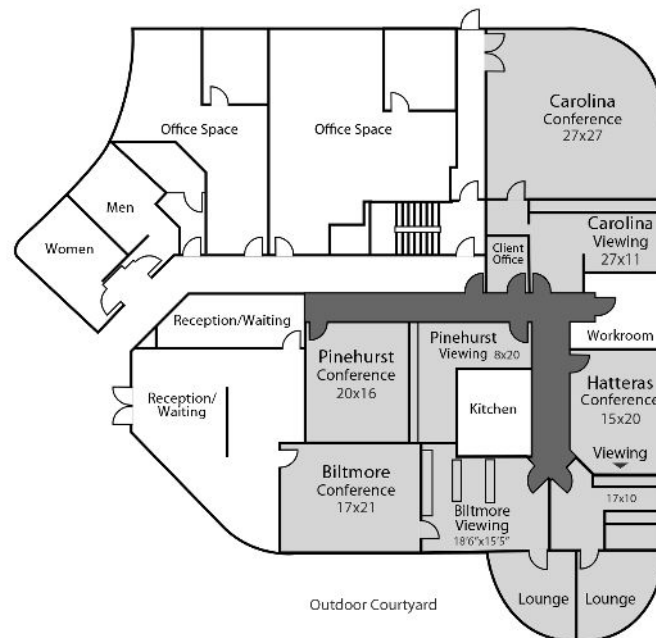 Carolina
Conference
27x27
Office Space
Office Space
Men
Women
Carolina
Viewing
27x11
Client
Office
Reception/Waiting
Pinehurst
Conference
20x16
Pinehurst
Viewing 8x20
Workroom
Hatteras
Conference
15x20
Viewing
17x10
Reception/
Waiting
Kitchen
Biltmore
Conference
17x21
Biltmore
Viewing
18'6"x15'5"
Lounge
Lounge
Outdoor Courtyard